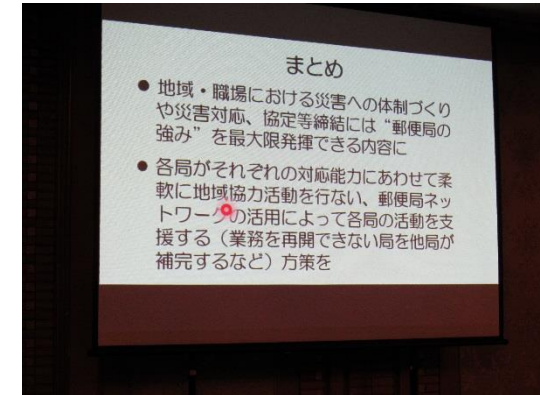 まとめ
● 地域・職場における災害への体制づくり
や災害対応、協定等締結には“郵便局の
強み”を最大限発揮できる内容に
● 各局がそれぞれの対応能力にあわせて柔
軟に地域協力活動を行ない、郵便局ネッ
トワークの活用によって各局の活動を支
援する（業務を再開できない局を他局が
補完するなど）方策を